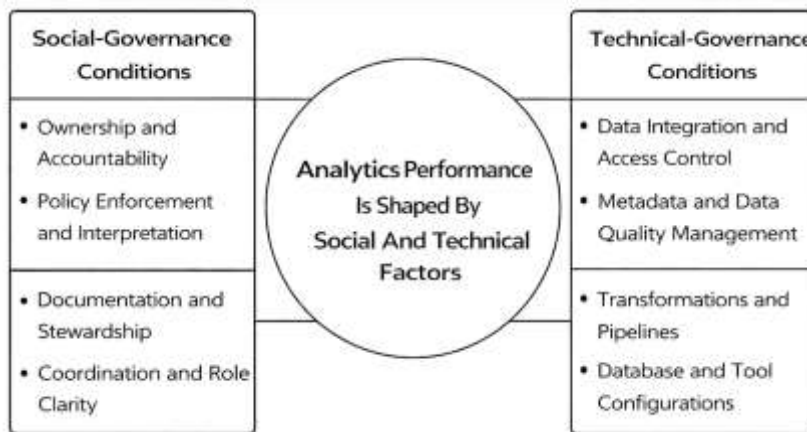 Social-Governance
Conditions
• Ownership and
Accountability
• Policy Enforcement
and Interpretation
• Documentation and
Stewardship
• Coordination and Role
Clarity
Analytics Performance
Is Shaped By
Social And Technical
Factors
Technical-Governance
Conditions
• Data Integration and
Access Control
• Metadata and Data
Quality Management
• Transformations and
Pipelines
• Database and Tool
Configurations